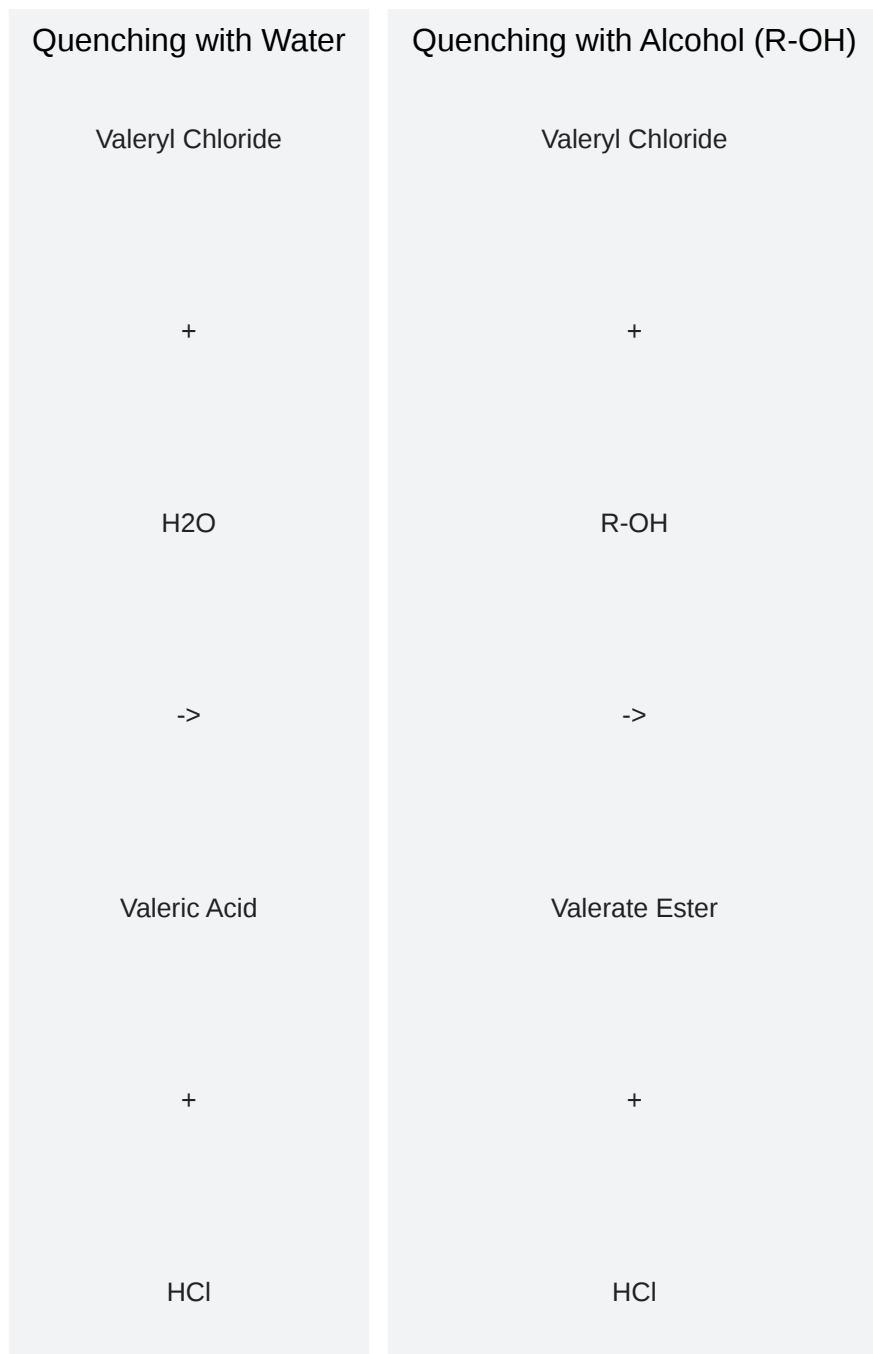 Quenching with Water
Valeryl Chloride
+
H2O
->
Valeric Acid
+
HCl
Quenching with Alcohol (R-OH)
Valeryl Chloride
+
R-OH
->
Valerate Ester
+
HCl